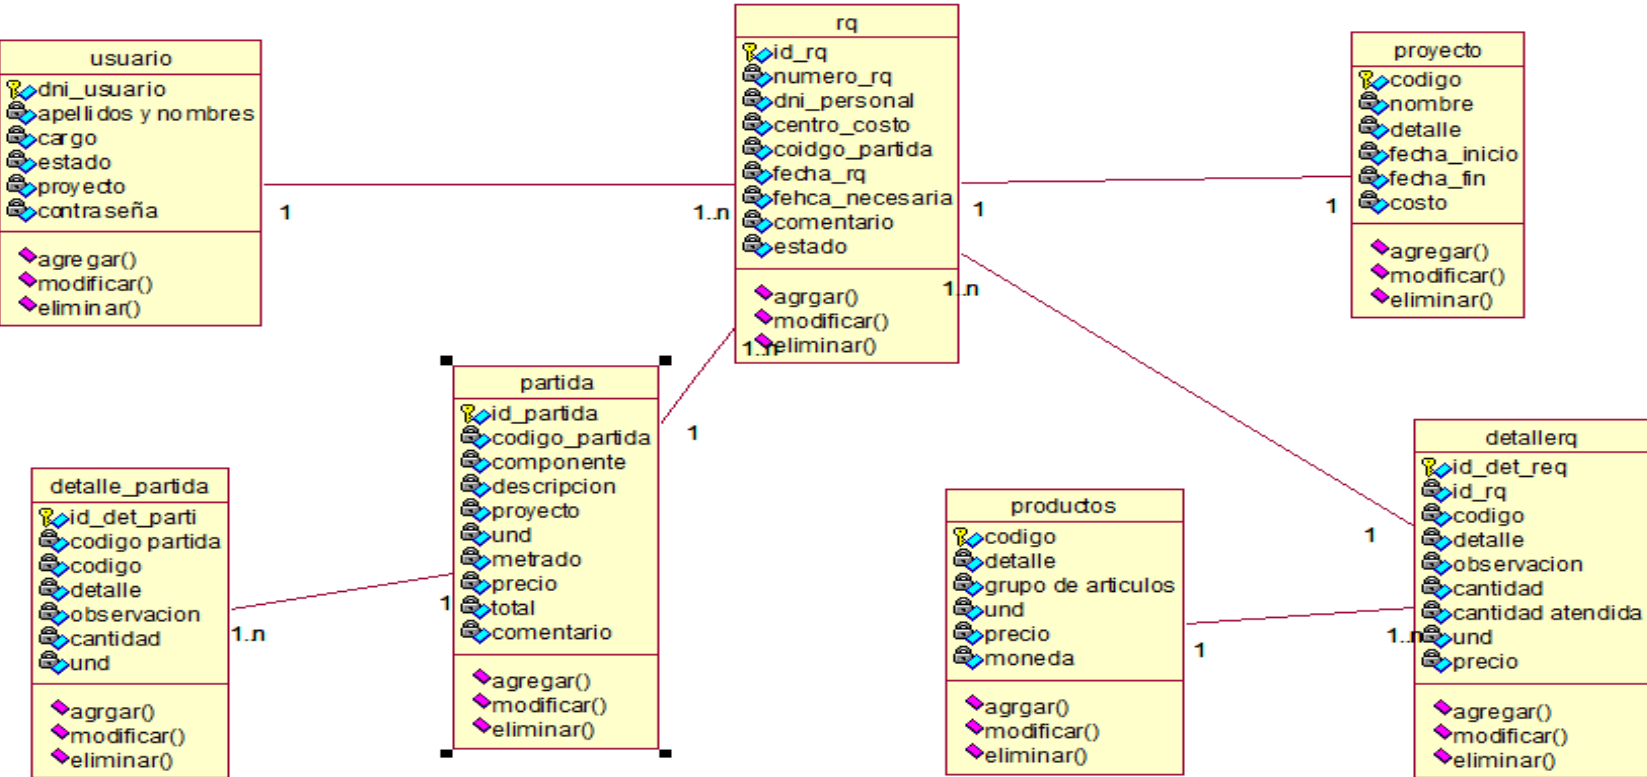 usuario
dni_usuario
apellidos y nombres
cargo
estado
proyecto
contraseña
agregar()
modificar()
eliminar()
1
1..n
rq
id_rq
numero_rq
dni_personal
centro_costo
coidgo_partida
fecha_rq
fehca_necesaria
comentario
estado
agrgar()
modificar()
eliminar()
1
1..n
1..n
1
proyecto
codigo
nombre
detalle
fecha_inicio
fecha_fin
costo
agregar()
modificar()
eliminar()
detalle_partida
id_det_parti
codigo partida
codigo
detalle
observacion
cantidad
und
agrgar()
modificar()
eliminar()
1..n
1
partida
id_partida
codigo_partida
componente
descripcion
proyecto
und
metrado
precio
total
comentario
agregar()
modificar()
eliminar()
1
productos
codigo
detalle
grupo de articulos
und
precio
moneda
agrgar()
modificar()
eliminar()
1
1
1..n
detallerq
id_det_req
id_rq
codigo
detalle
observacion
cantidad
cantidad atendida
und
precio
agregar()
modificar()
eliminar()